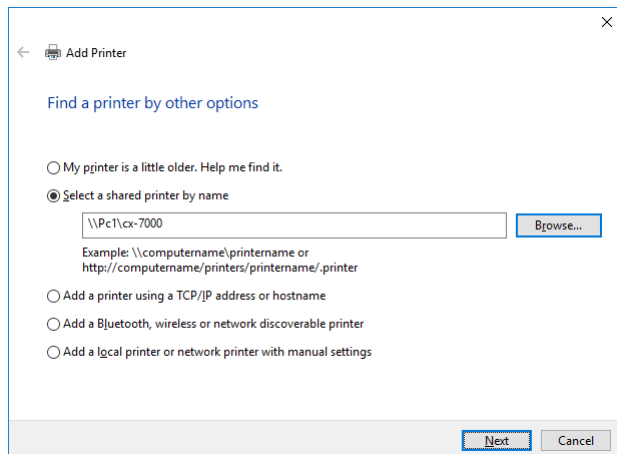 Add Printer
Find a printer by other options
My printer is a little older. Help me find it.
Select a shared printer by name
\\Pc1\cx-7000
Browse...
Example: \\computername\printername or
http://computername/printers/printername/.printer
Add a printer using a TCP/IP address or hostname
Add a Bluetooth, wireless or network discoverable printer
Add a local printer or network printer with manual settings
Next
Cancel